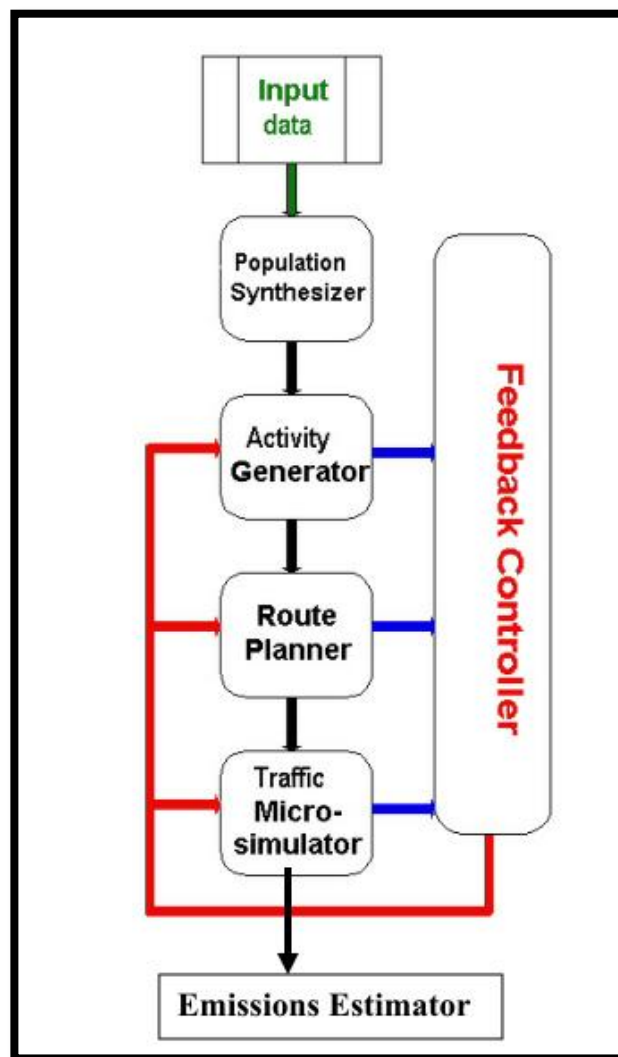 Input
data
Population
Synthesizer
Activity
Generator
Route
Planner
Traffic
Micro-
simulator
Feedback Controller
Emissions Estimator